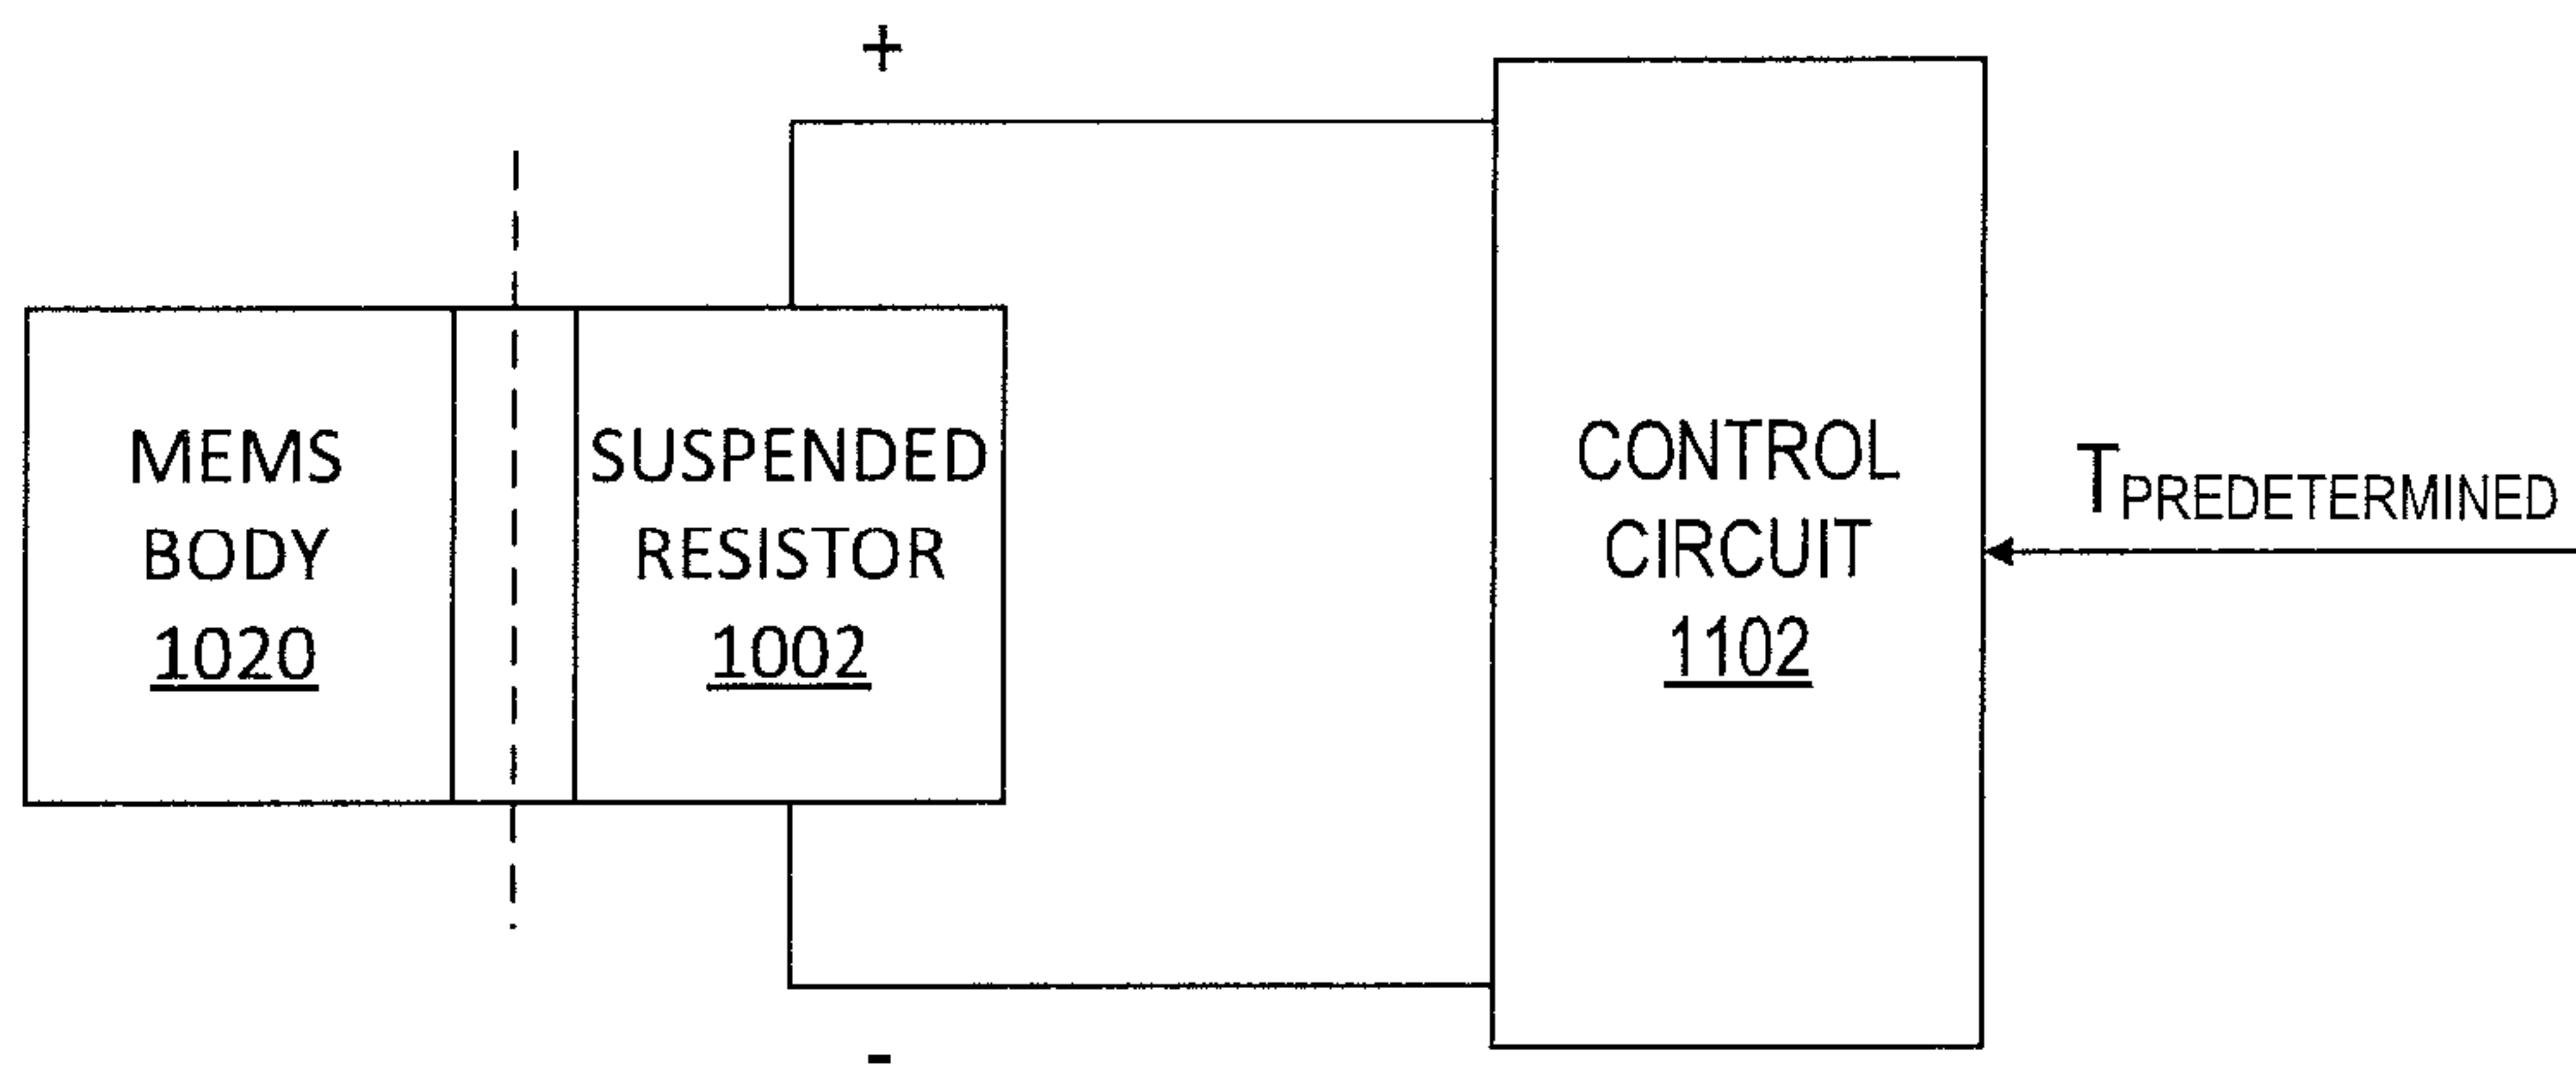 +
MEMS
BODY
1020
SUSPENDED
RESISTOR
1002
CONTROL
CIRCUIT
1102
TPREDETERMINED
-